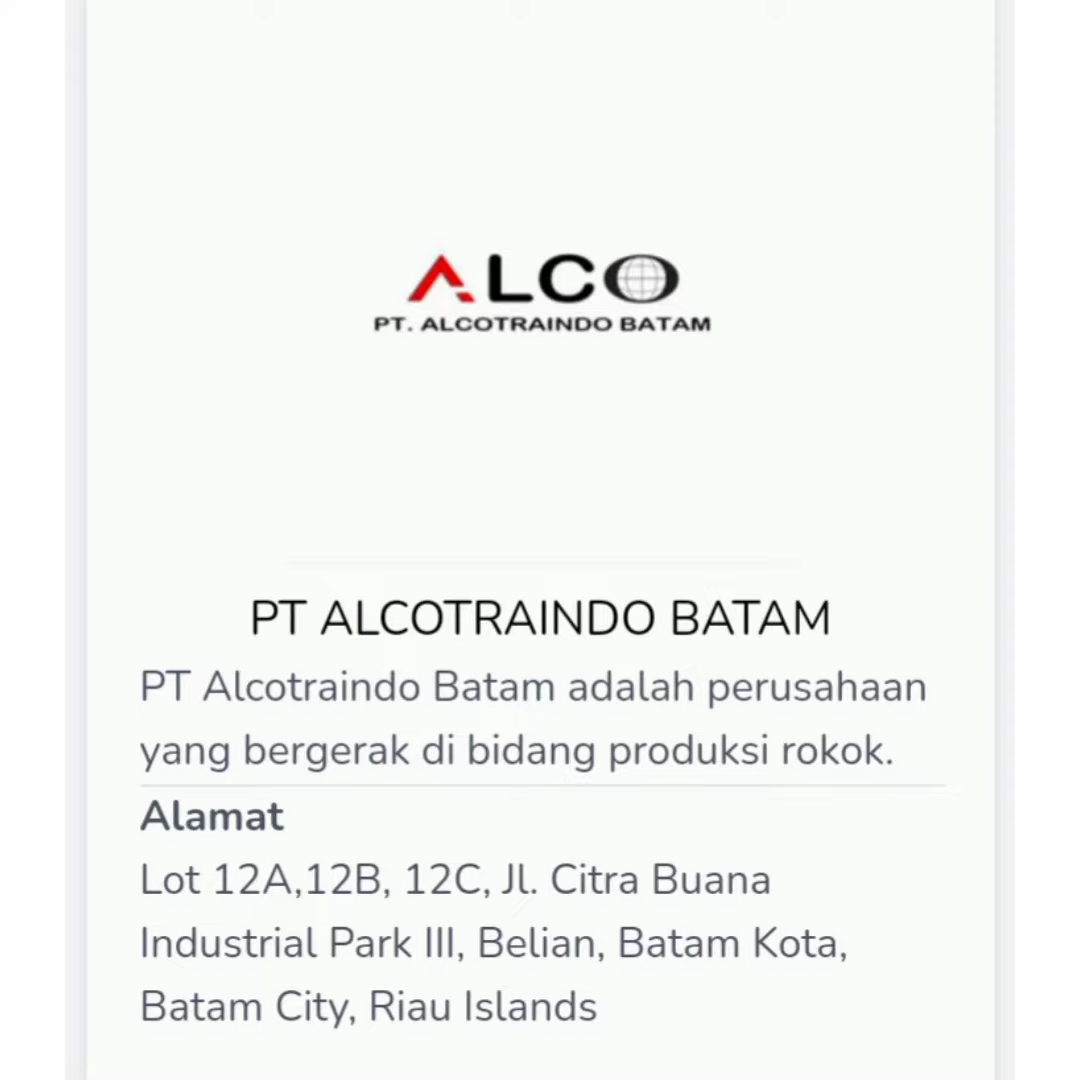 ALCO
PT. ALCOTRAINDO BATAM
PT ALCOTRAINDO BATAM
PT Alcotraindo Batam adalah perusahaan
yang bergerak di bidang produksi rokok.
Alamat
Lot 12A,12B, 12C, Jl. Citra Buana
Industrial Park III, Belian, Batam Kota,
Batam City, Riau Islands